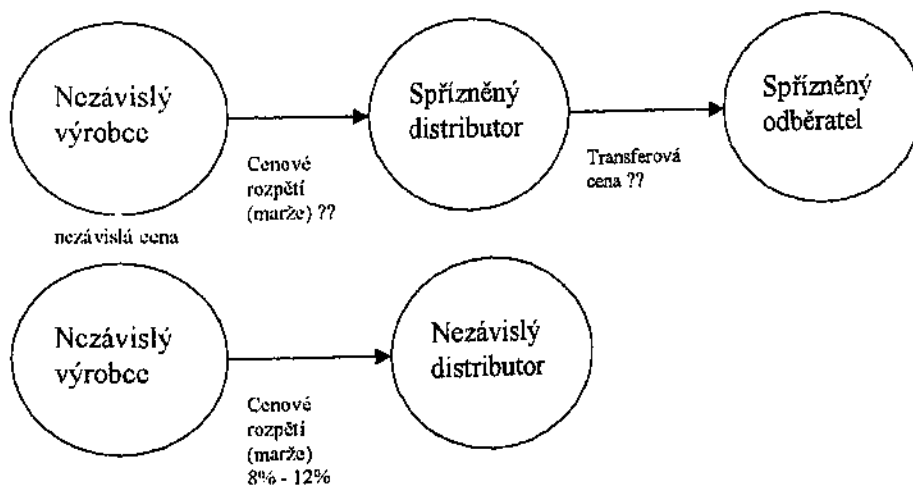 Nezávislý
výrobce
Spřízněný
distributor
Spřízněný
odběratel
Cenové
rozpětí
(marže) ??
Transferová
cena ??
nezávislá cena
Nezávislý
výrobce
Nezávislý
distributor
Cenové
rozpětí
(marže)
8% - 12%